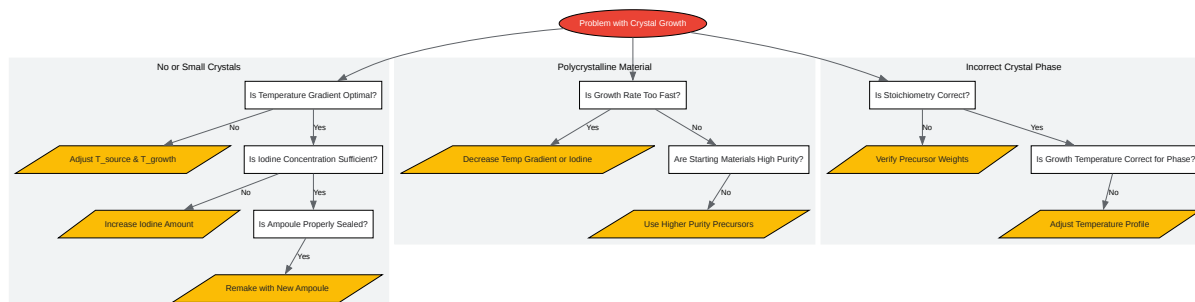 Problem with Crystal Growth
No or Small Crystals
Polycrystalline Material
Incorrect Crystal Phase
Is Temperature Gradient Optimal?
Is Growth Rate Too Fast?
Is Stoichiometry Correct?
No
Yes
Yes
No
No
Yes
Adjust T_source & T_growth
Is Iodine Concentration Sufficient?
Decrease Temp Gradient or Iodine
Are Starting Materials High Purity?
Verify Precursor Weights
Is Growth Temperature Correct for Phase?
No
Yes
No
No
Increase Iodine Amount
Is Ampoule Properly Sealed?
Use Higher Purity Precursors
Adjust Temperature Profile
Yes
Remake with New Ampoule